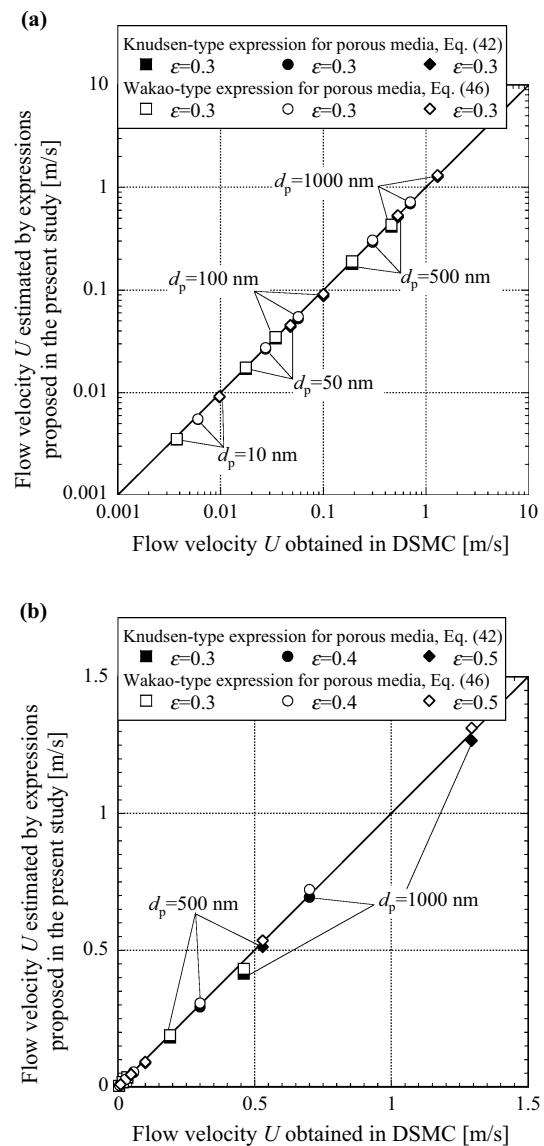 (a)
Knudsen-type expression for porous media, Eq. (42)
ε=0.3 ε=0.3 ε=0.3
Wakao-type expression for porous media, Eq. (46)
ε=0.3 ε=0.3 ε=0.3
10
1
0.1
0.01
0.001
Flow velocity U estimated by expressions
proposed in the present study [m/s]
dp=1000 nm
dp=500 nm
dp=100 nm
dp=50 nm
dp=10 nm
0.001 0.01 0.1 1 10
Flow velocity U obtained in DSMC [m/s]
(b)
Knudsen-type expression for porous media, Eq. (42)
ε=0.3 ε=0.4 ε=0.5
Wakao-type expression for porous media, Eq. (46)
ε=0.3 ε=0.4 ε=0.5
1.5
1
0.5
0
Flow velocity U estimated by expressions
proposed in the present study [m/s]
dp=500 nm
dp=1000 nm
0 0.5 1 1.5
Flow velocity U obtained in DSMC [m/s]